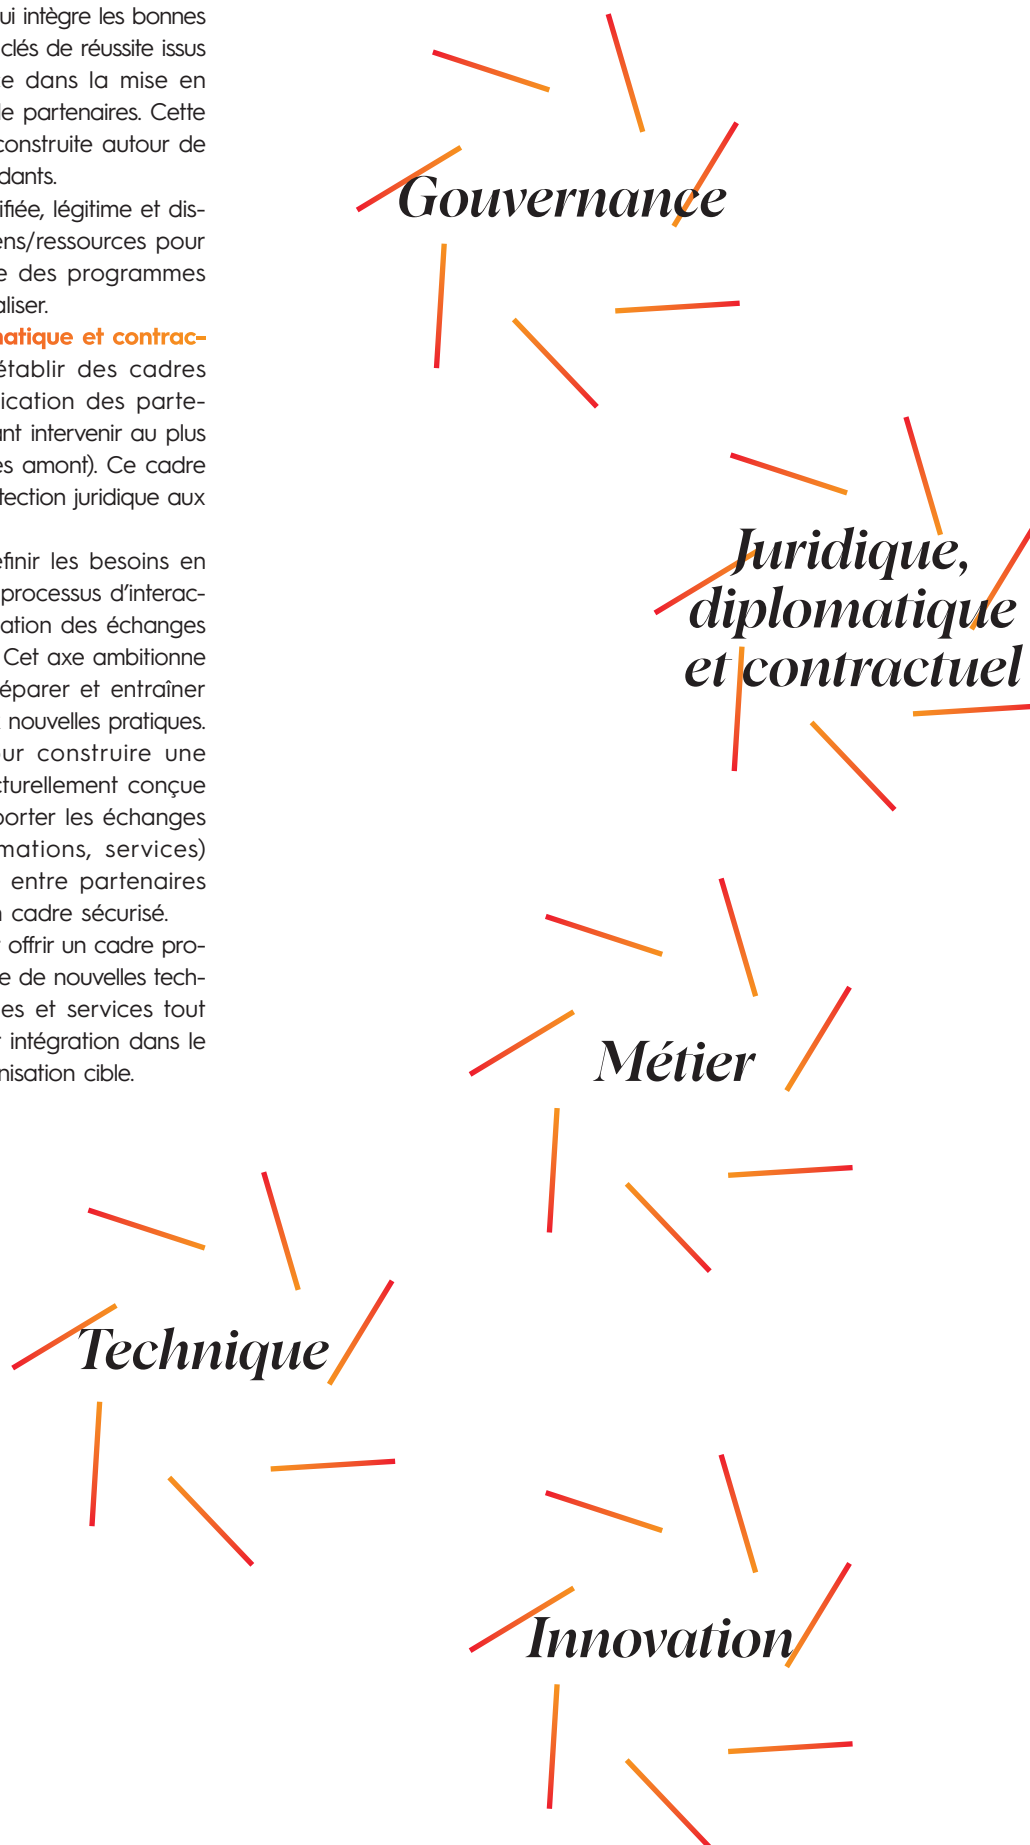 ui intègre les bonnes
clés de réussite issus
e dans la mise en
le partenaires. Cette
construite autour de
dants.
ifiée, légitime et dis-
ens/ressources pour
e des programmes
aliser.
natique et contrac-
établir des cadres
ication des parte-
ant intervenir au plus
es amont). Ce cadre
tection juridique aux
éfinir les besoins en
processus d’interac-
ation des échanges
Cet axe ambitionne
éparer et entraîner
nouvelles pratiques.
ur construire une
cturellement conçue
porter les échanges
mations, services)
entre partenaires
n cadre sécurisé.
offrir un cadre pro-
e de nouvelles tech-
es et services tout
r intégration dans le
nisation cible.
Gouvernance
Juridique,
diplomatique
et contractuel
Métier
Technique
Innovation